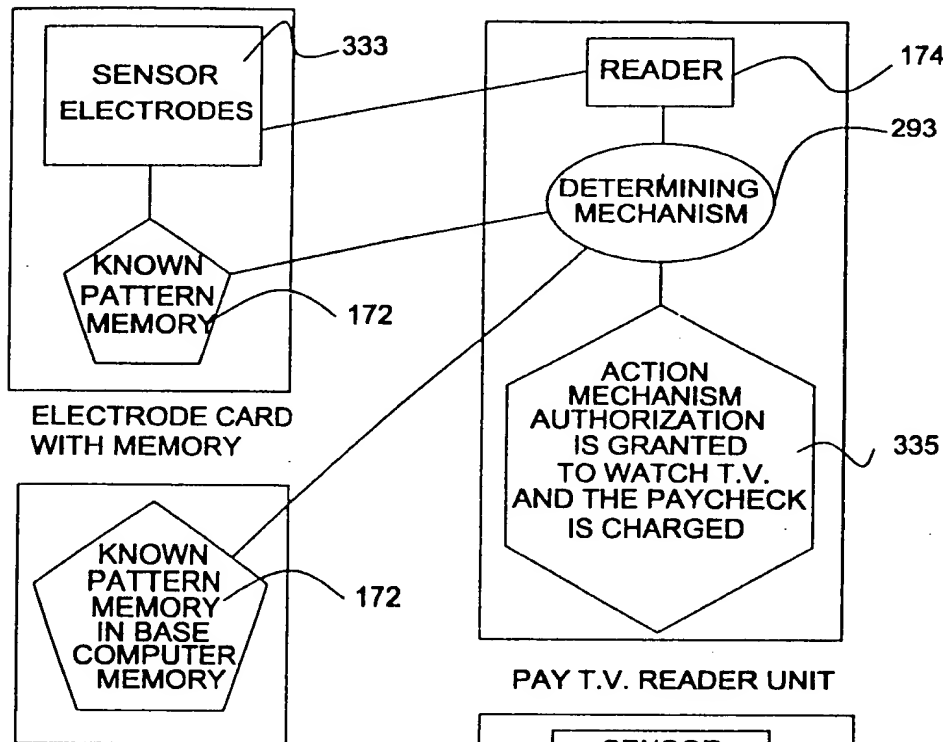 SENSOR
ELECTRODES
333
KNOWN
PATTERN
MEMORY
172
ELECTRODE CARD
WITH MEMORY
KNOWN
PATTERN
MEMORY
IN BASE
COMPUTER
MEMORY
172
READER
174
DETERMINING
MECHANISM
293
ACTION
MECHANISM
AUTHORIZATION
IS GRANTED
TO WATCH T.V.
AND THE PAYCHECK
IS CHARGED
335
PAY T.V. READER UNIT
SENSOR